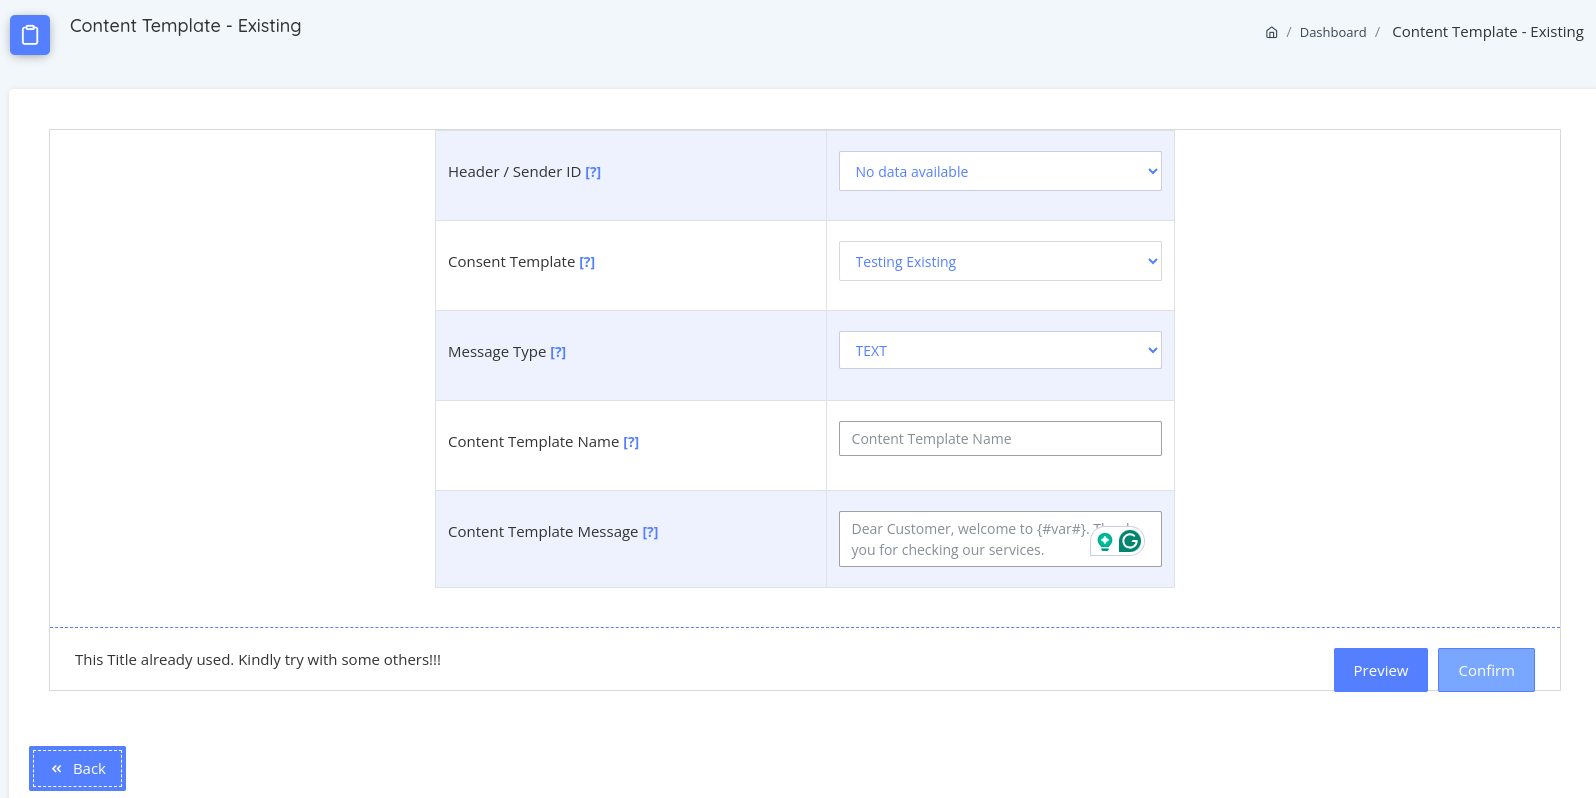 Content Template - Existing
/ Dashboard / Content Template - Existing
Header / Sender ID [?]
No data available
Consent Template [?]
Testing Existing
Message Type [?]
TEXT
Content Template Name [?]
Content Template Name
Content Template Message [?]
Dear Customer, welcome to {#var#}.
you for checking our services.
This Title already used. Kindly try with some others!!!
Preview
Confirm
« Back